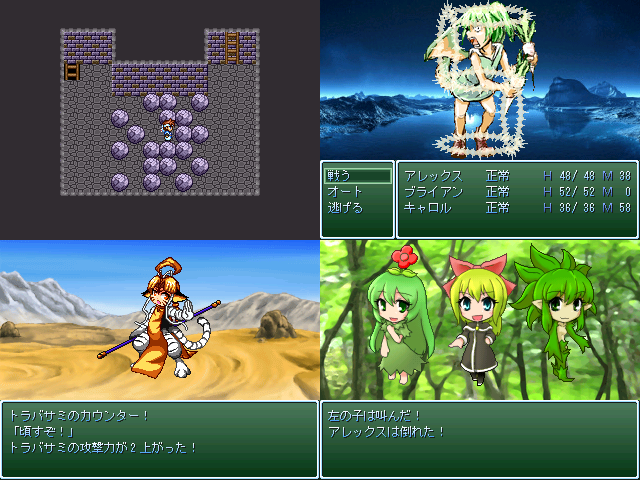 戦う
オート
逃げる
アレックス 正常 H 48/ 48 M 38
ブライアン 正常 H 52/ 52 M 0
キャロル 正常 H 36/ 36 M 58
トラバサミのカウンター！
「頃すぞ！」
トラバサミの攻撃力が 2 上がった！
左の子は叫んだ！
アレックスは倒れた！